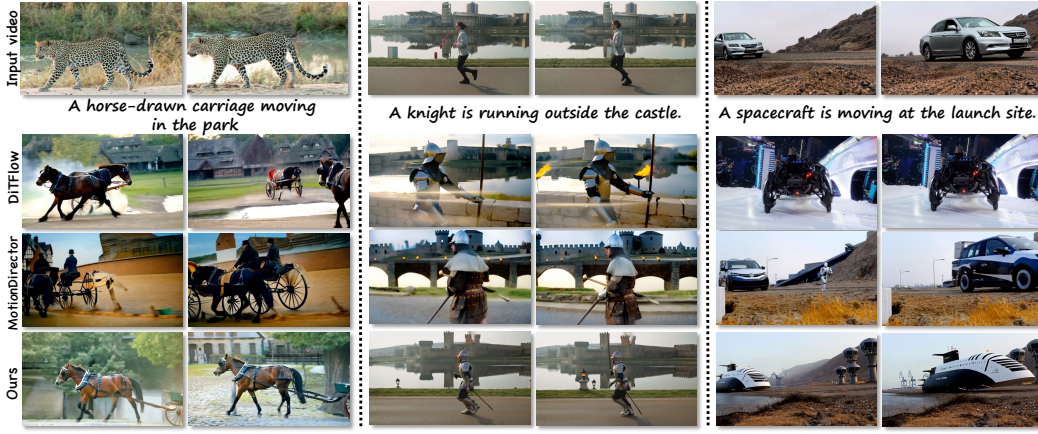 Input video
A horse-drawn carriage moving
in the park
A knight is running outside the castle.
A spacecraft is moving at the launch site.
DiTFlow
MotionDirector
Ours